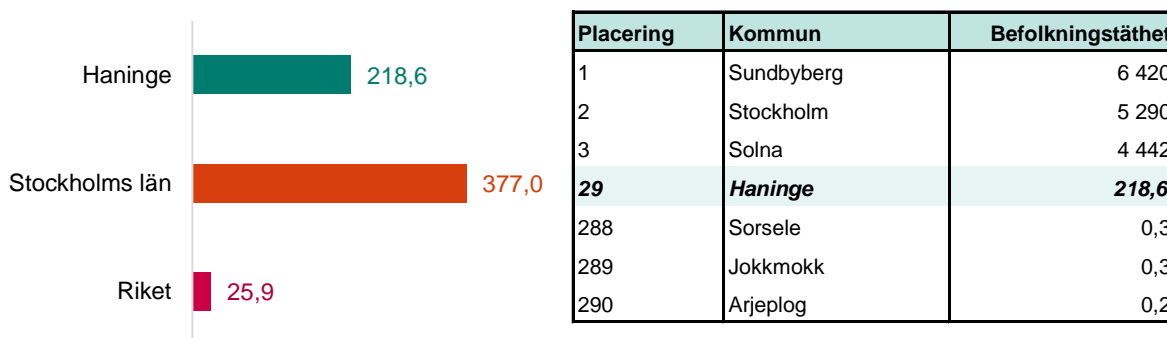 Haninge 218,6
Stockholms län 377,0
Riket 25,9
Placering Kommun Befolkningstäthet
1 Sundbyberg 6 420
2 Stockholm 5 290
3 Solna 4 442
29 Haninge 218,6
288 Sorsele 0,3
289 Jokkmokk 0,3
290 Arjeplog 0,2